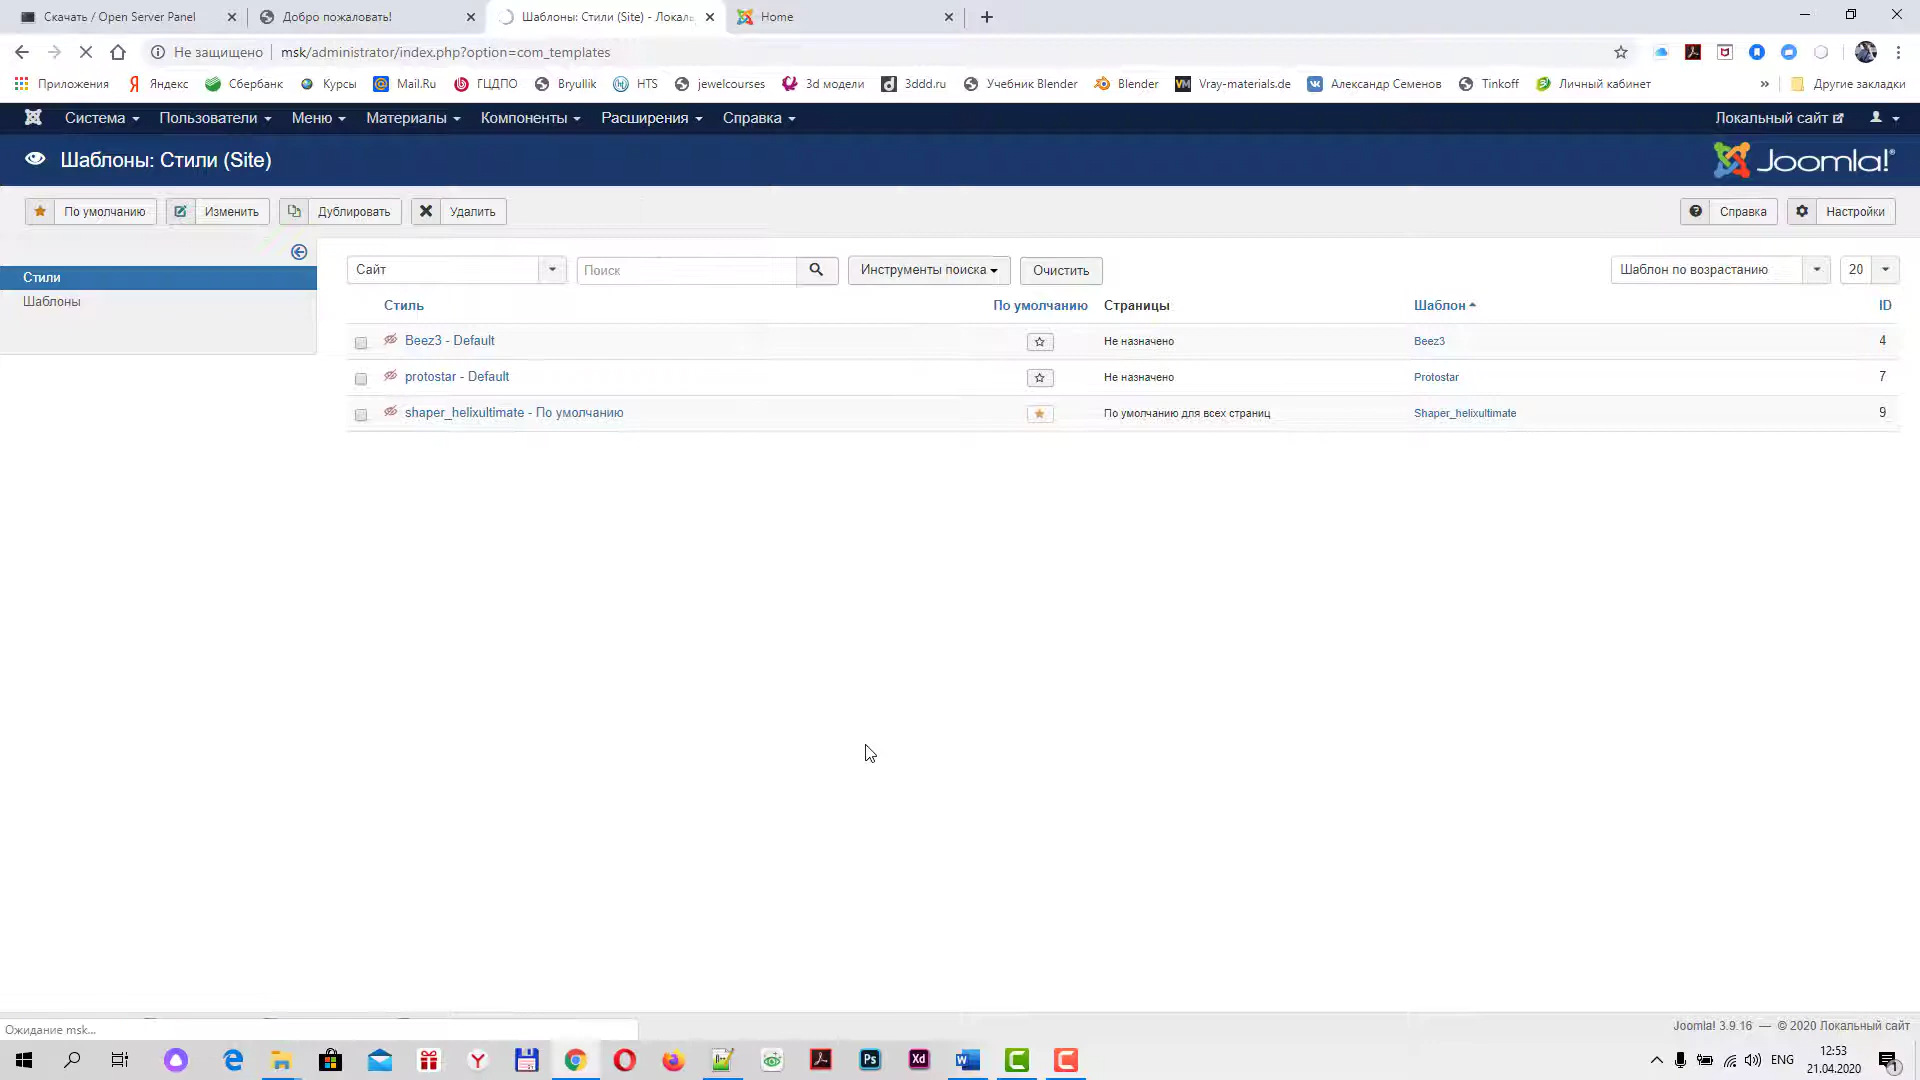 Скачать / Open Server Panel
Добро пожаловать!
Шаблоны: Стили (Site) - Локаль
Home
Не защищено
msk/administrator/index.php?option=com_templates
Приложения
Яндекс
Сбербанк
Курсы
Mail.Ru
ГЦДПО
Bryullik
HTS
jewelcourses
3d модели
3ddd.ru
Учебник Blender
Blender
Vray-materials.de
Александр Семенов
Tinkoff
Личный кабинет
»
Другие закладки
Система
Пользователи
Меню
Материалы
Компоненты
Расширения
Справка
Локальный сайт
Шаблоны: Стили (Site)
Joomla!®
По умолчанию
Изменить
Дублировать
Удалить
Справка
Настройки
Стили
Шаблоны
Сайт
Поиск
Инструменты поиска
Очистить
Шаблон по возрастанию
20
Стиль
По умолчанию
Страницы
Шаблон
ID
Beez3 - Default
Не назначено
Beez3
4
protostar - Default
Не назначено
Protostar
7
shaper_helixultimate - По умолчанию
По умолчанию для всех страниц
Shaper_helixultimate
9
Ожидание msk...
Joomla! 3.9.16 — © 2020 Локальный сайт
ENG
12:53
21.04.2020